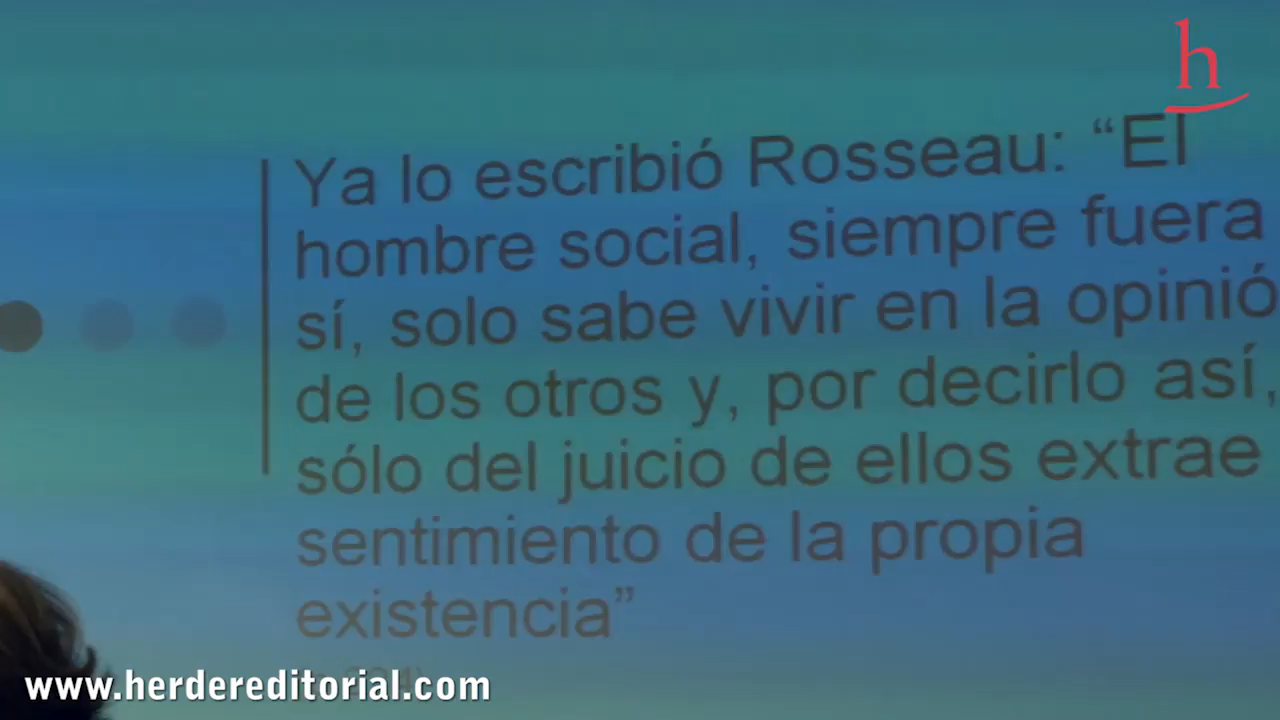 h
Ya lo escribió Rosseau: “El
hombre social, siempre fuera
sí, solo sabe vivir en la opinió
de los otros y, por decirlo así,
sólo del juicio de ellos extrae
sentimiento de la propia
existencia”
www.herdereditorial.com